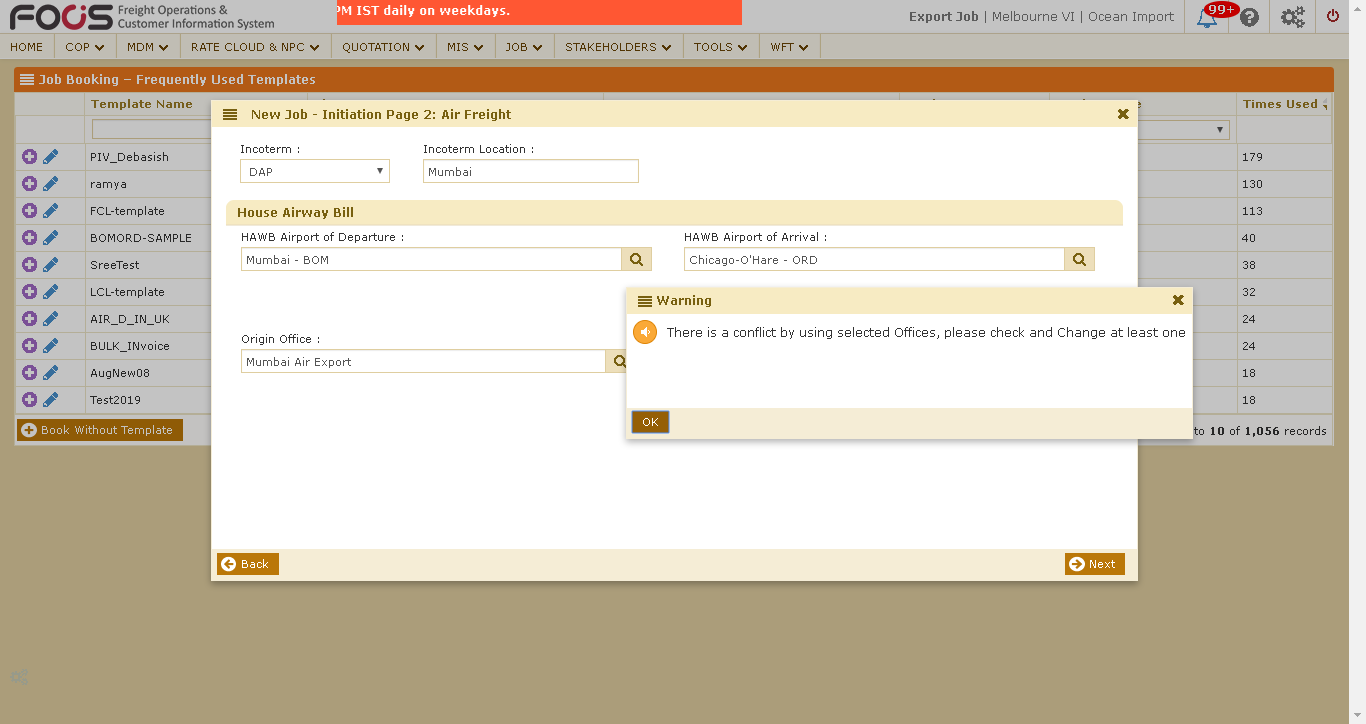 FOCS Freight Operations &
Customer Information System
PM IST daily on weekdays.
Export Job | Melbourne VI | Ocean Import
99+
HOME COP MDM RATE CLOUD & NPC QUOTATION MIS JOB STAKEHOLDERS TOOLS WFT
Job Booking – Frequently Used Templates
Template Name Times Used
New Job - Initiation Page 2: Air Freight
Incoterm : Incoterm Location :
DAP Mumbai
House Airway Bill
HAWB Airport of Departure : HAWB Airport of Arrival :
Mumbai - BOM Chicago-O'Hare - ORD
Origin Office :
Mumbai Air Export
Warning
There is a conflict by using selected Offices, please check and Change at least one
OK
Back Next
PIV_Debasish 179
ramya 130
FCL-template 113
BOMORD-SAMPLE 40
SreeTest 38
LCL-template 32
AIR_D_IN_UK 24
BULK_INvoice 24
AugNew08 18
Test2019 18
Book Without Template to 10 of 1,056 records